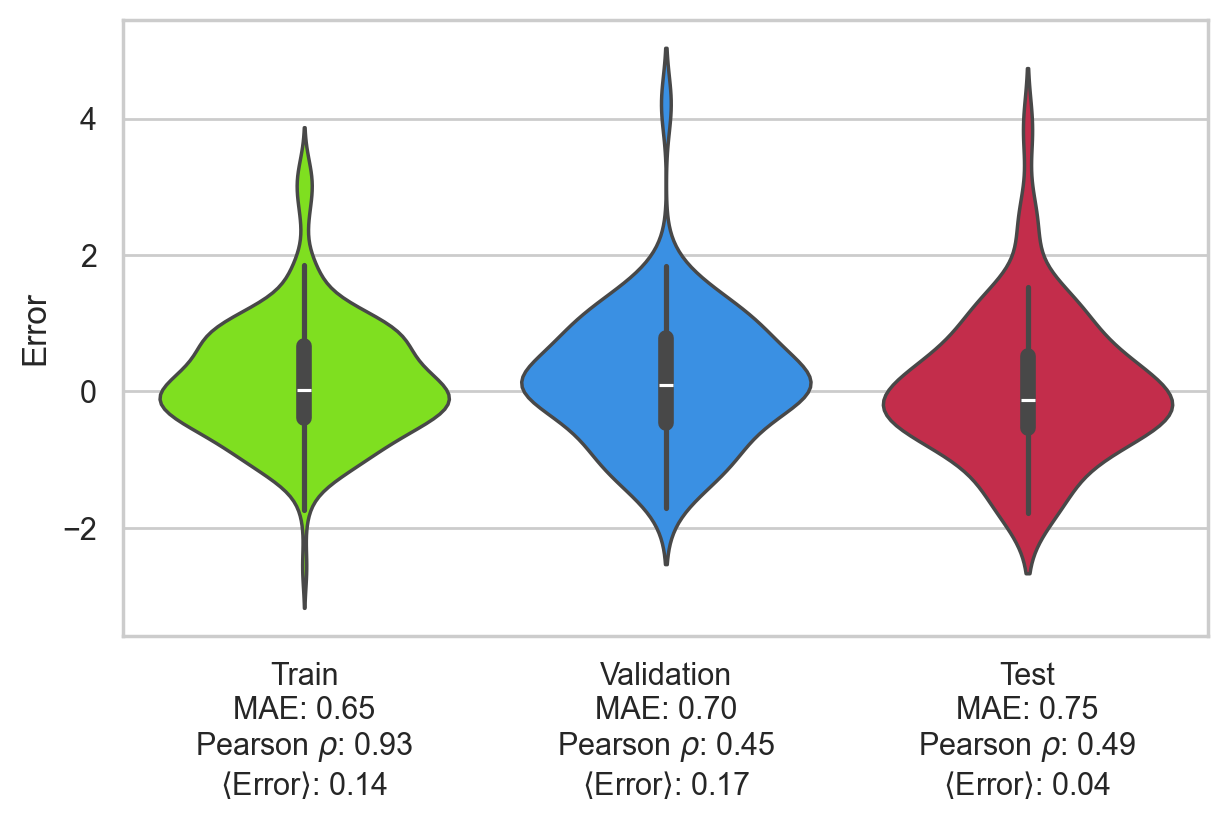 Error
4
2
0
−2
Train
MAE: 0.65
Pearson ρ: 0.93
⟨Error⟩: 0.14
Validation
MAE: 0.70
Pearson ρ: 0.45
⟨Error⟩: 0.17
Test
MAE: 0.75
Pearson ρ: 0.49
⟨Error⟩: 0.04